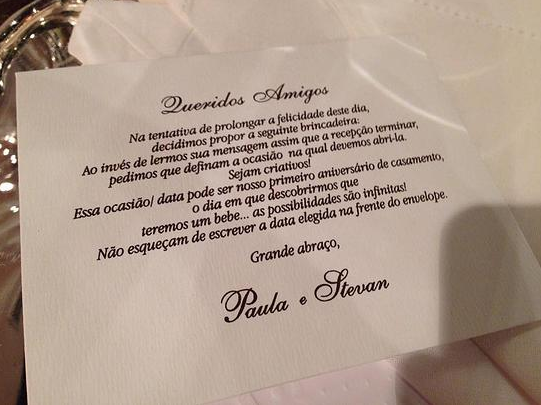 Queridos Amigos
Na tentativa de prolongar a felicidade deste dia,
decidimos propor a seguinte brincadeira:
Ao invés de lermos sua mensagem assim que a recepção terminar,
pedimos que definam a ocasião na qual devemos abri-la.
Sejam criativos!
Essa ocasião/ data pode ser nosso primeiro aniversário de casamento,
o dia em que descobrirmos que
teremos um bebe... as possibilidades são infinitas!
Não esqueçam de escrever a data elegida na frente do envelope.
Grande abraço,
Paula e Stevan